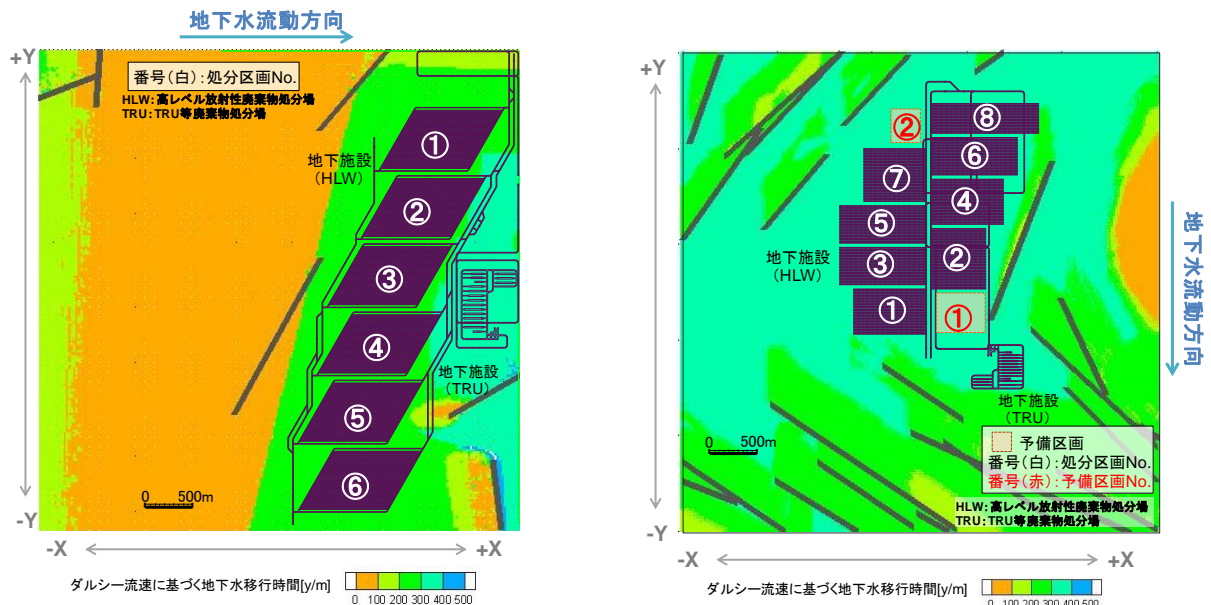 地下水流動方向
+Y
番号(白):処分区画No.
HLW:高レベル放射性廃棄物処分場
TRU:TRU等廃棄物処分場
地下施設
(HLW)
①
②
③
④
⑤
⑥
地下施設
(TRU)
0 500m
-Y
-X
+X
ダルシー流速に基づく地下水移行時間[y/m]
0 100 200 300 400 500
+Y
②
⑧
⑥
⑦
④
⑤
②
地下施設
(HLW)
③
①
①
地下水流動方向
地下施設
(TRU)
0 500m
予備区画
番号(白):処分区画No.
番号(赤):予備区画No.
HLW:高レベル放射性廃棄物処分場
TRU:TRU等廃棄物処分場
-Y
-X
+X
ダルシー流速に基づく地下水移行時間[y/m]
0 100 200 300 400 500